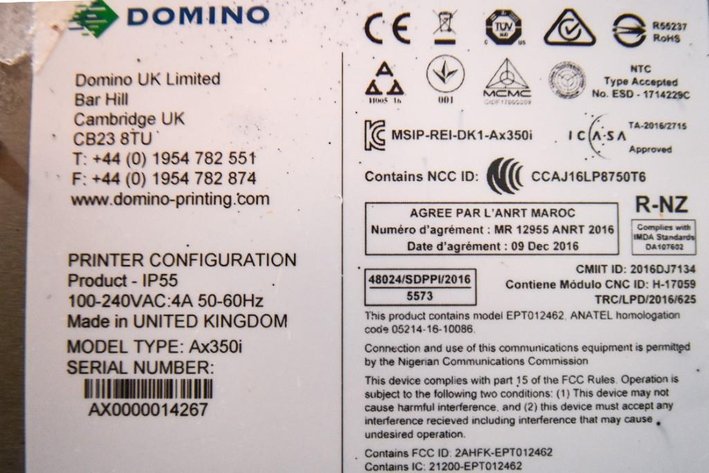 DOMINO
Domino UK Limited
Bar Hill
Cambridge UK
CB23 8TU
T: +44 (0) 1954 782 551
F: +44 (0) 1954 782 874
www.domino-printing.com
PRINTER CONFIGURATION
Product - IP55
100-240VAC:4A 50-60Hz
Made in UNITED KINGDOM
MODEL TYPE: Ax350i
SERIAL NUMBER:
AX0000014267
CE
TUV
R55237
RoHS
H005 16
001
MCMC
NTC
Type Accepted
No. ESD - 1714229C
MSIP-REI-DK1-Ax350i
ICASA
TA-2016/2715
Contains NCC ID:
CCAJ16LP8750T6
AGREE PAR L'ANRT MAROC
Numéro d'agrément: MR 12955 ANRT 2016
Date d'agrément: 09 Dec 2016
R-NZ
Complies with
IMDA Standards
DA107602
48024/SDPPI/2016
5573
CMIIT ID: 2016DJ7134
Contiene Módulo CNC ID: H-17059
TRC/LPD/2016/625
This product contains model EPT012462, ANATEL homologation
code 05214-16-10086.
Connection and use of this communications equipment is permitted
by the Nigerian Communications Commission
This device complies with part 15 of the FCC Rules. Operation is
subject to the following two conditions: (1) This device may not
cause harmful interference, and (2) this device must accept any
interference recieved including interference that may cause
undesired operation.
Contains FCC ID: 2AHFK-EPT012462
Contains IC: 21200-EPT012462